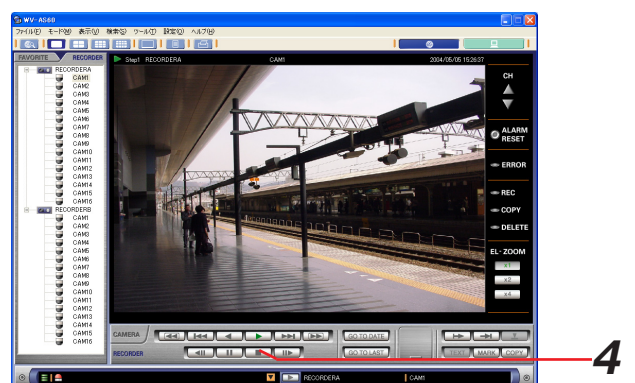 WV-AS60
ファイル(F) モード(M) 表示(V) 検索(S) ツール(T) 設定(O) ヘルプ(H)
FAVORITE RECORDER
Step1 RECORDERA CAM1 2004/05/05 15:26:37
RECORDERA
CAM1
CAM2
CAM3
CAM4
CAM5
CAM6
CAM7
CAM8
CAM9
CAM10
CAM11
CAM12
CAM13
CAM14
CAM15
CAM16
RECORDERB
CAM1
CAM2
CAM3
CAM4
CAM5
CAM6
CAM7
CAM8
CAM9
CAM10
CAM11
CAM12
CAM13
CAM14
CAM15
CAM16
CH
ALARM
RESET
ERROR
REC
COPY
DELETE
EL-ZOOM
x1
x2
x4
CAMERA
GO TO DATE
RECORDER
GO TO LAST
TEXT MARK COPY
RECORDERA CAM1
4